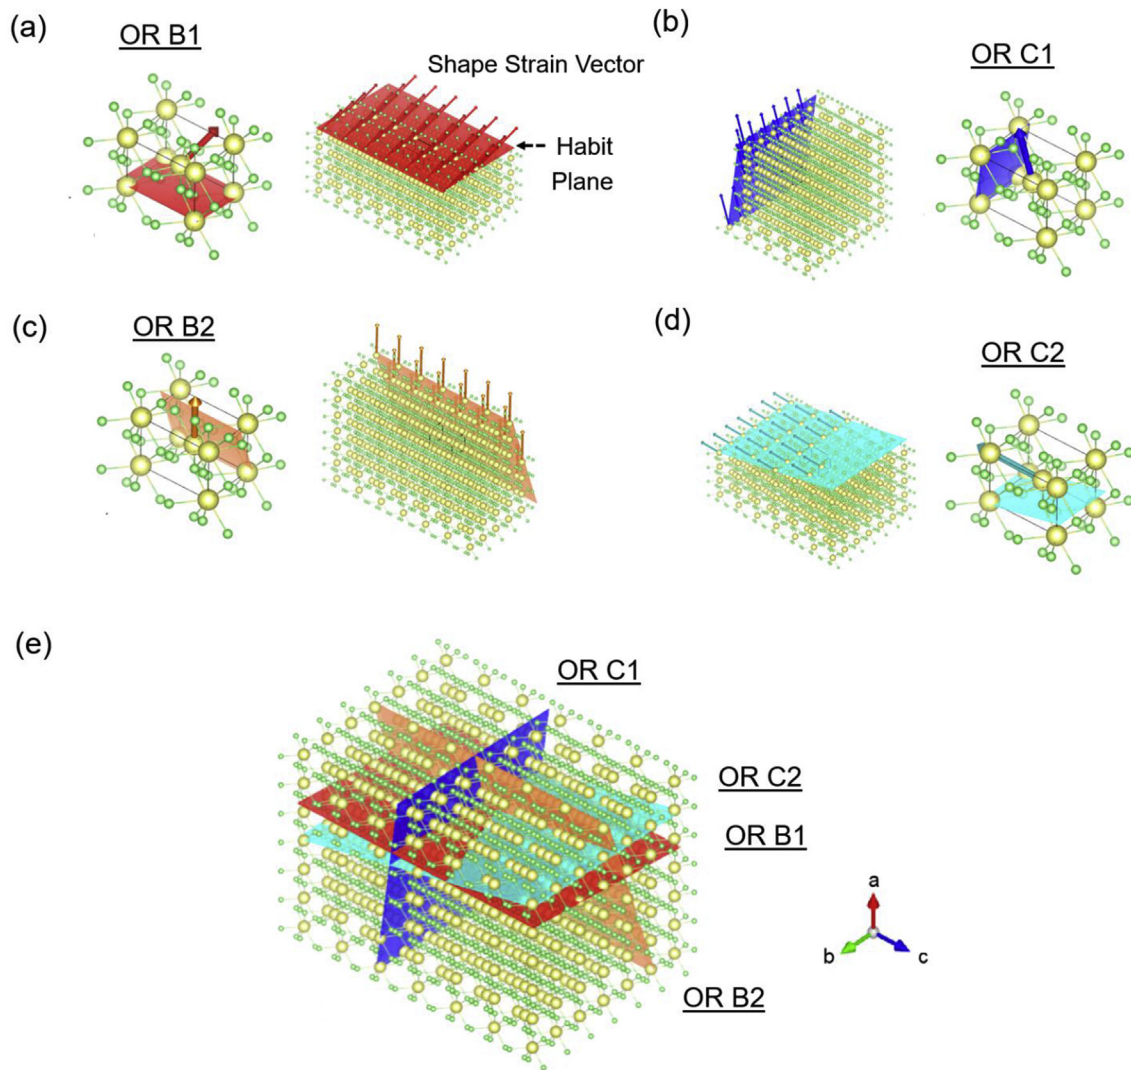 (a)
OR B1
Shape Strain Vector
Habit
Plane
(b)
OR C1
(c)
OR B2
(d)
OR C2
(e)
OR C1
OR C2
OR B1
OR B2
a
b
c